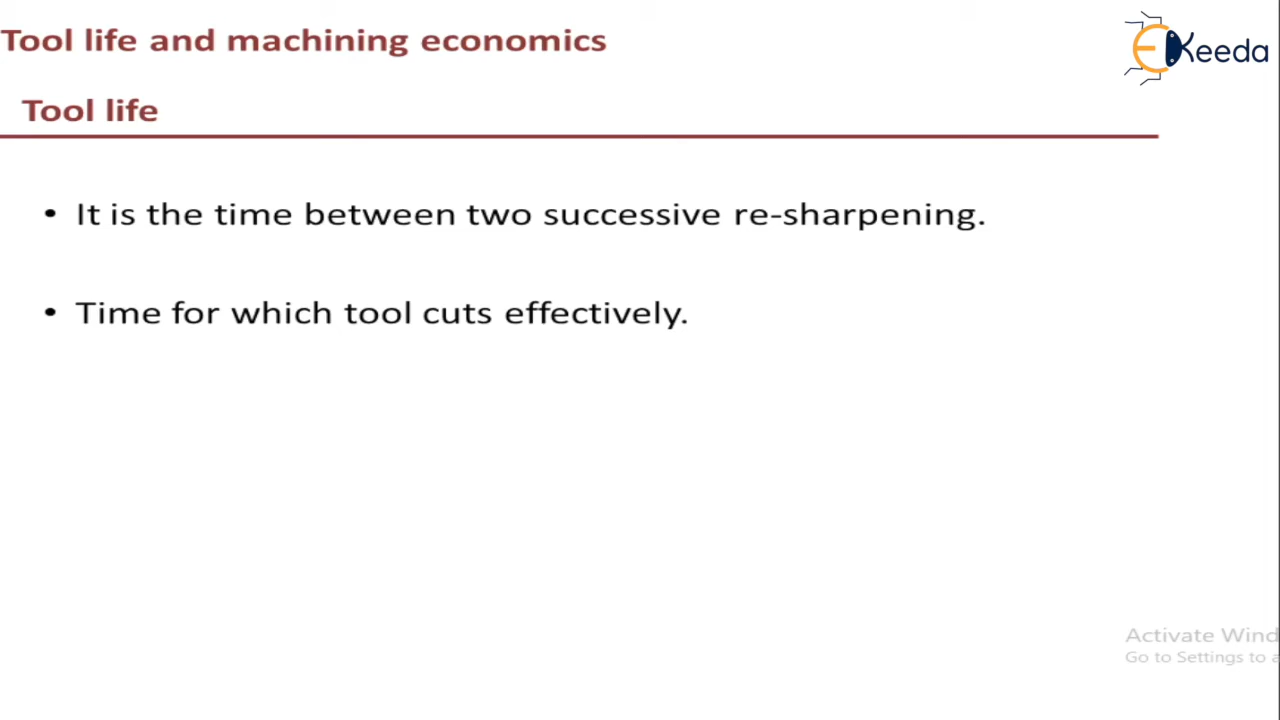 Tool life and machining economics
EKeeda
Tool life
• It is the time between two successive re-sharpening.
• Time for which tool cuts effectively.
Activate Wind
Go to Settings to a